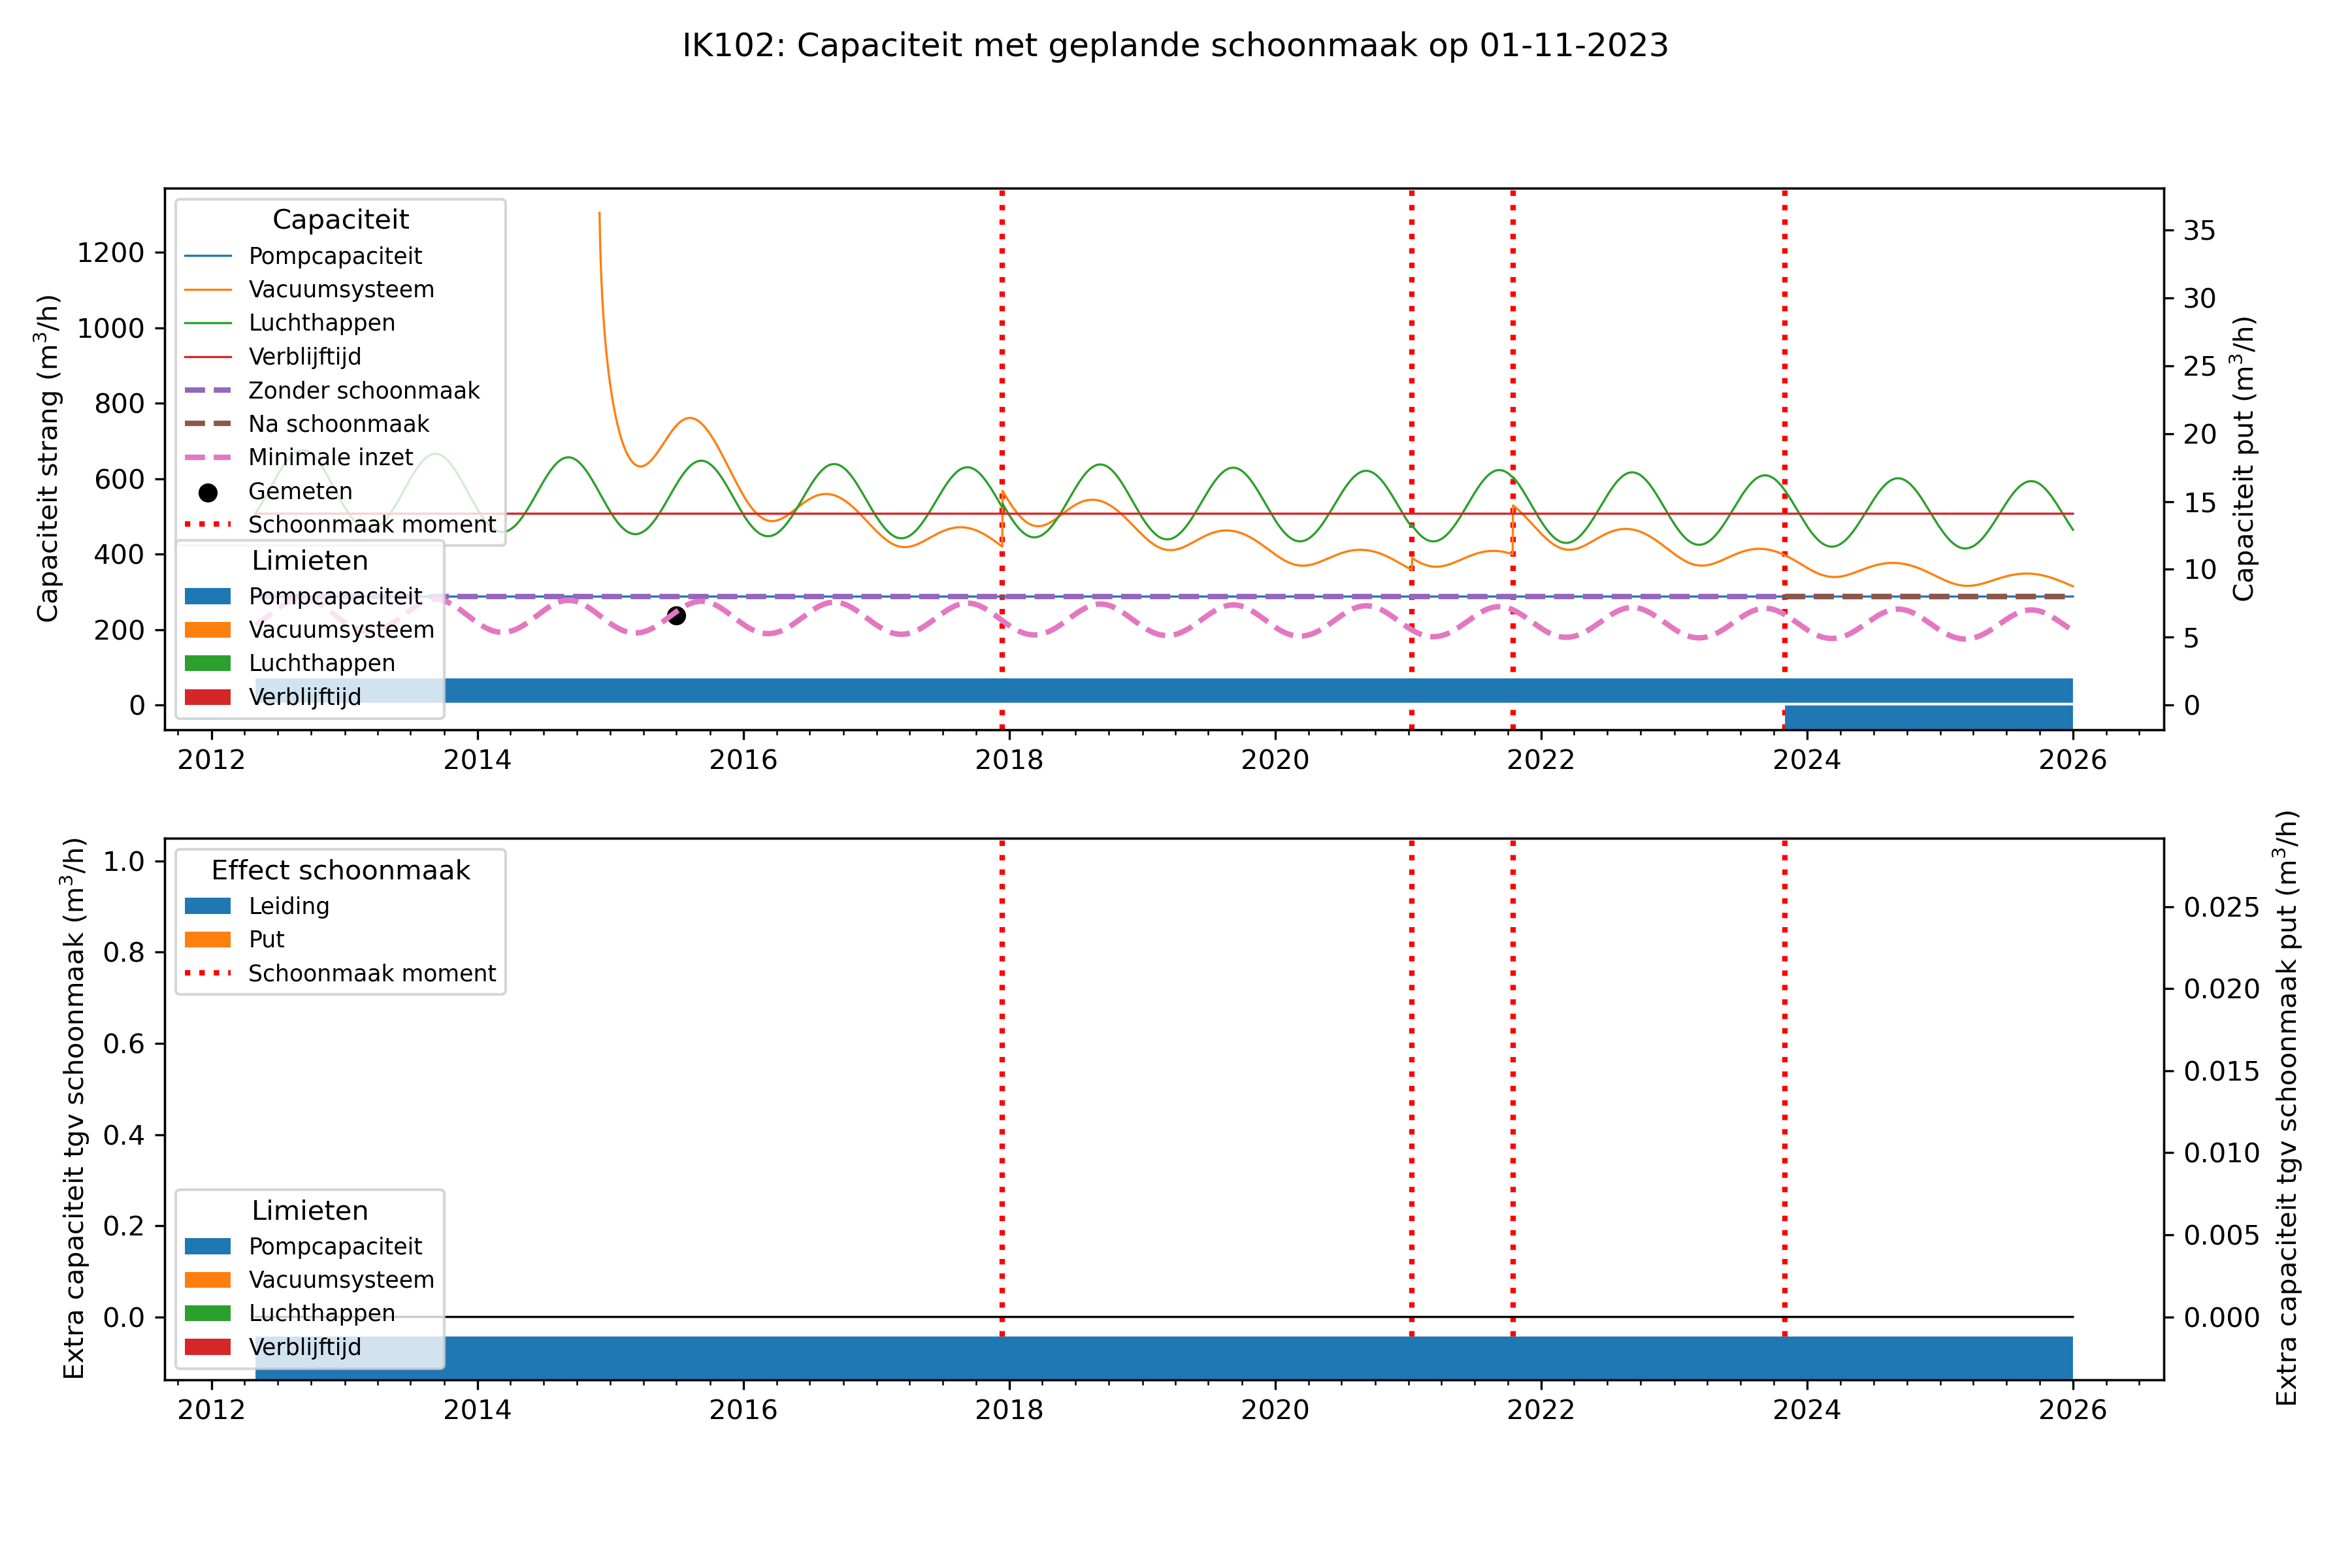 IK102: Capaciteit met geplande schoonmaak op 01-11-2023
Capaciteit strang (m³/h)
1200
1000
800
600
400
200
0
Capaciteit
Pompcapaciteit
Vacuumsysteem
Luchthappen
Verblijftijd
Zonder schoonmaak
Na schoonmaak
Minimale inzet
Gemeten
Schoonmaak moment
Limieten
Pompcapaciteit
Vacuumsysteem
Luchthappen
Verblijftijd
35
30
25
20
15
10
5
0
Capaciteit put (m³/h)
2012 2014 2016 2018 2020 2022 2024 2026
Extra capaciteit tgv schoonmaak (m³/h)
1.0
0.8
0.6
0.4
0.2
0.0
Effect schoonmaak
Leiding
Put
Schoonmaak moment
Limieten
Pompcapaciteit
Vacuumsysteem
Luchthappen
Verblijftijd
0.025
0.020
0.015
0.010
0.005
0.000
Extra capaciteit tgv schoonmaak put (m³/h)
2012 2014 2016 2018 2020 2022 2024 2026